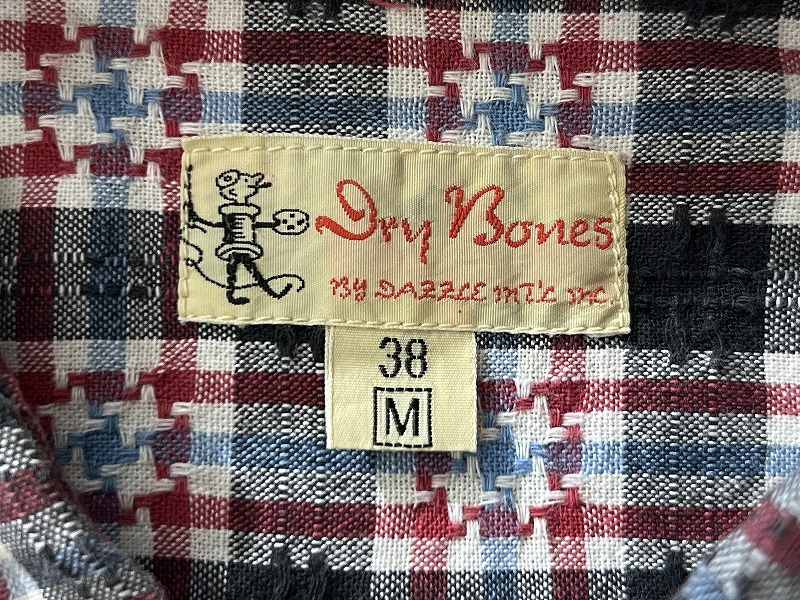 Dry Bones
BY DAZZLE INT'L INC.
38
M